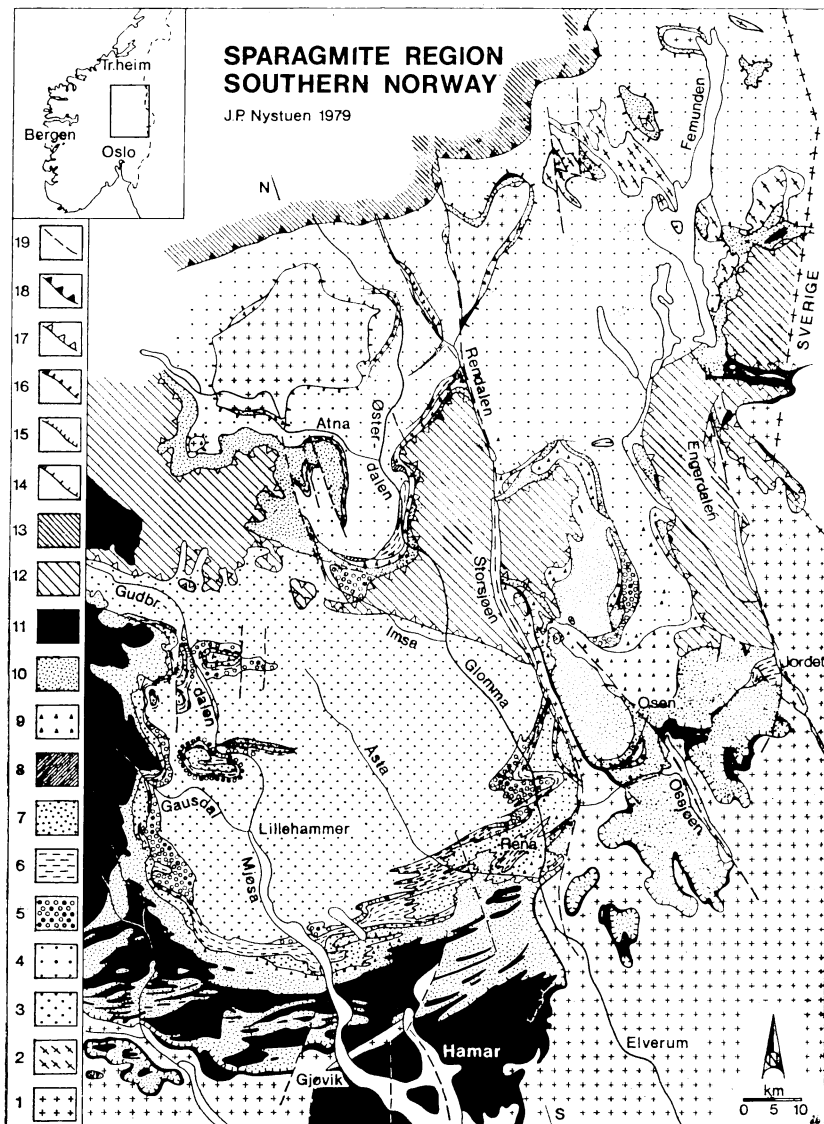 SPARAGMITE REGION
SOUTHERN NORWAY
J.P. Nystuen 1979
Tr.heim
Bergen
Oslo
N
Femunden
SVERIGE
19
18
17
16
15
14
13
12
11
10
9
8
7
6
5
4
3
2
1
Rendalen
Atna
Øster-
dalen
Engerdalen
Storsjøen
Gudbr.
dalen
Imsa
Glomma
Jordet
Osen
Åsta
Gausdal
Lillehammer
Ossjøen
Mjøsa
Rena
Hamar
Elverum
Gjøvik
S
km
0 5 10